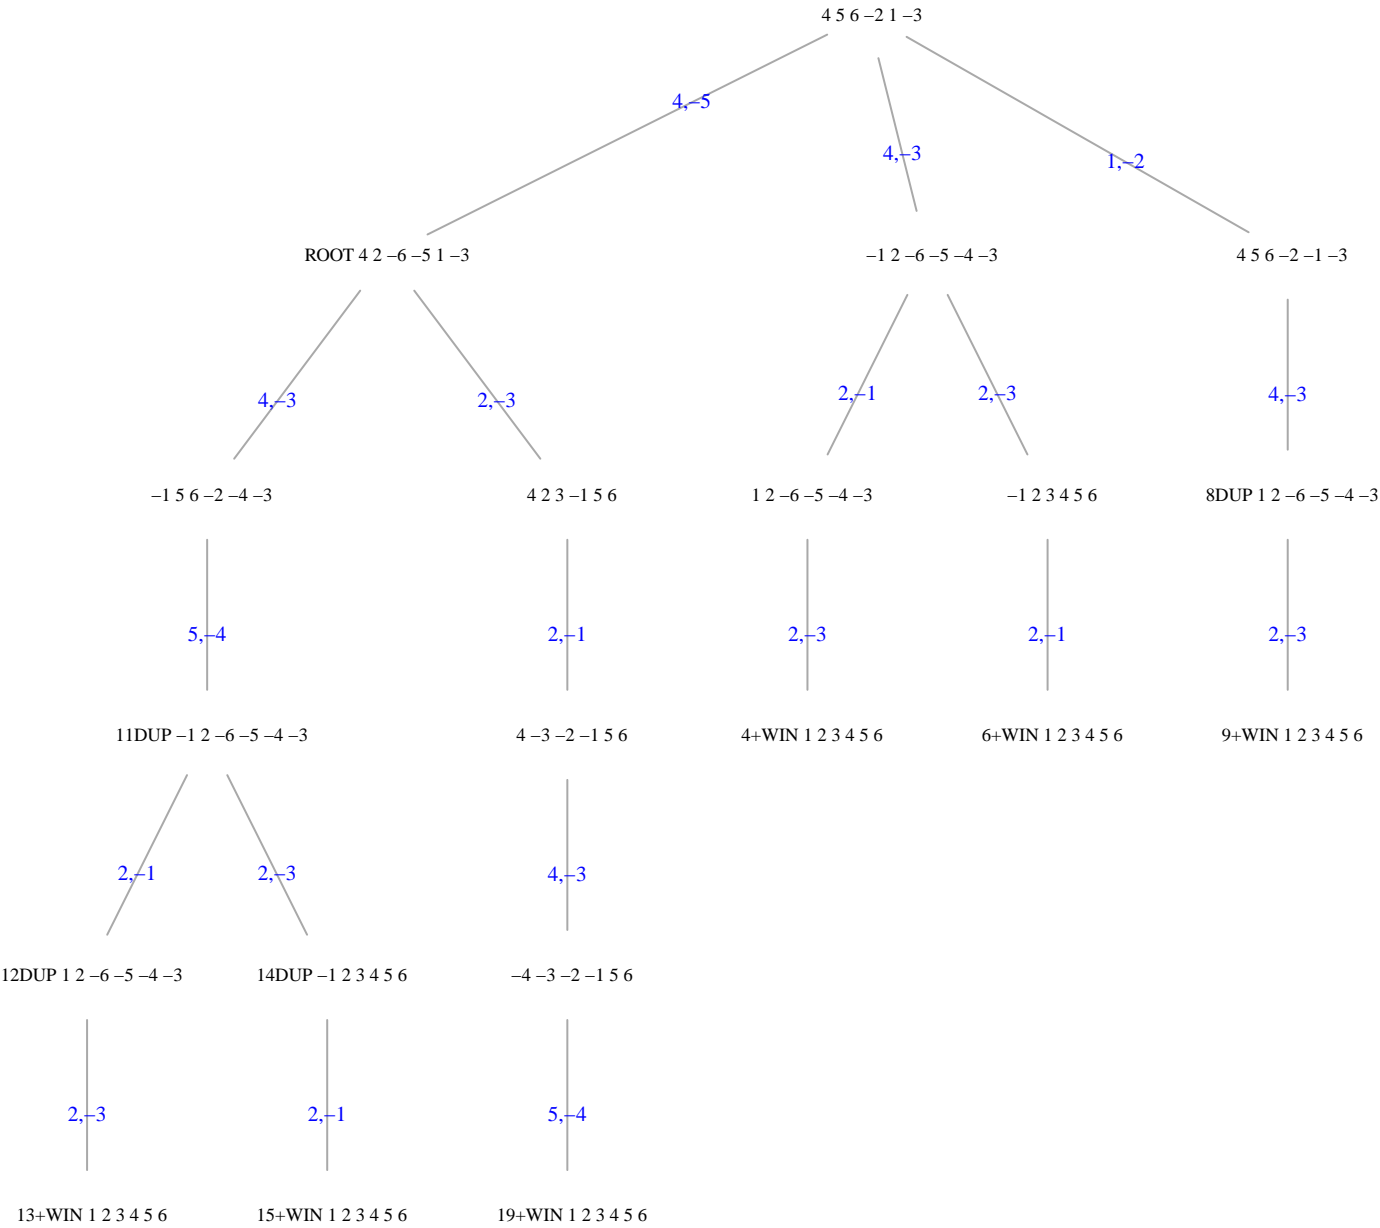 4 5 6 –2 1 –3
4,–5
4,–3
1,–2
ROOT 4 2 –6 –5 1 –3
–1 2 –6 –5 –4 –3
4 5 6 –2 –1 –3
4,–3
2,–3
2,–1
2,–3
4,–3
–1 5 6 –2 –4 –3
4 2 3 –1 5 6
1 2 –6 –5 –4 –3
–1 2 3 4 5 6
8DUP 1 2 –6 –5 –4 –3
5,–4
2,–1
2,–3
2,–1
2,–3
11DUP –1 2 –6 –5 –4 –3
4 –3 –2 –1 5 6
4+WIN 1 2 3 4 5 6
6+WIN 1 2 3 4 5 6
9+WIN 1 2 3 4 5 6
2,–1
2,–3
4,–3
12DUP 1 2 –6 –5 –4 –3
14DUP –1 2 3 4 5 6
–4 –3 –2 –1 5 6
2,–3
2,–1
5,–4
13+WIN 1 2 3 4 5 6
15+WIN 1 2 3 4 5 6
19+WIN 1 2 3 4 5 6